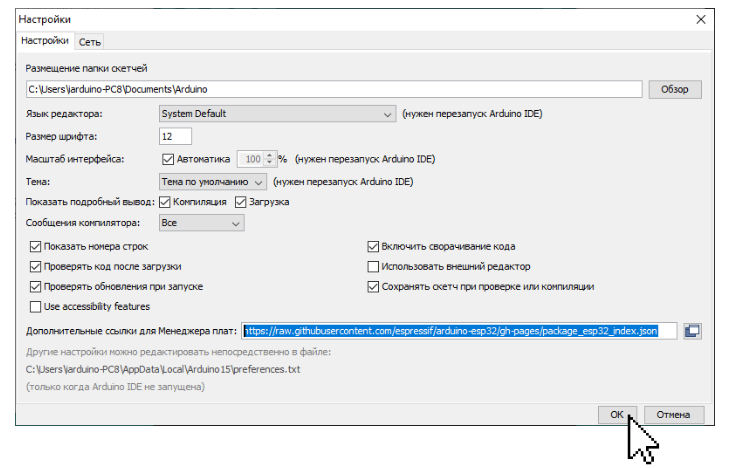 Настройки
Настройки Сеть
Размещение папки скетчей
C:\Users\jarduino-PC8\Documents\Arduino Обзор
Язык редактора: System Default (нужен перезапуск Arduino IDE)
Размер шрифта: 12
Масштаб интерфейса: Автоматика 100 % (нужен перезапуск Arduino IDE)
Тема: Тема по умолчанию (нужен перезапуск Arduino IDE)
Показать подробный вывод: Компиляция Загрузка
Сообщения компилятора: Все
Показать номера строк Включить сворачивание кода
Проверять код после загрузки Использовать внешний редактор
Проверять обновления при запуске Сохранять скетч при проверке или компиляции
Use accessibility features
Дополнительные ссылки для Менеджера плат: https://raw.githubusercontent.com/espressif/arduino-esp32/gh-pages/package_esp32_index.json
Другие настройки можно редактировать непосредственно в файле:
C:\Users\jarduino-PC8\AppData\Local\Arduino15\preferences.txt
(только когда Arduino IDE не запущена)
OK Отмена